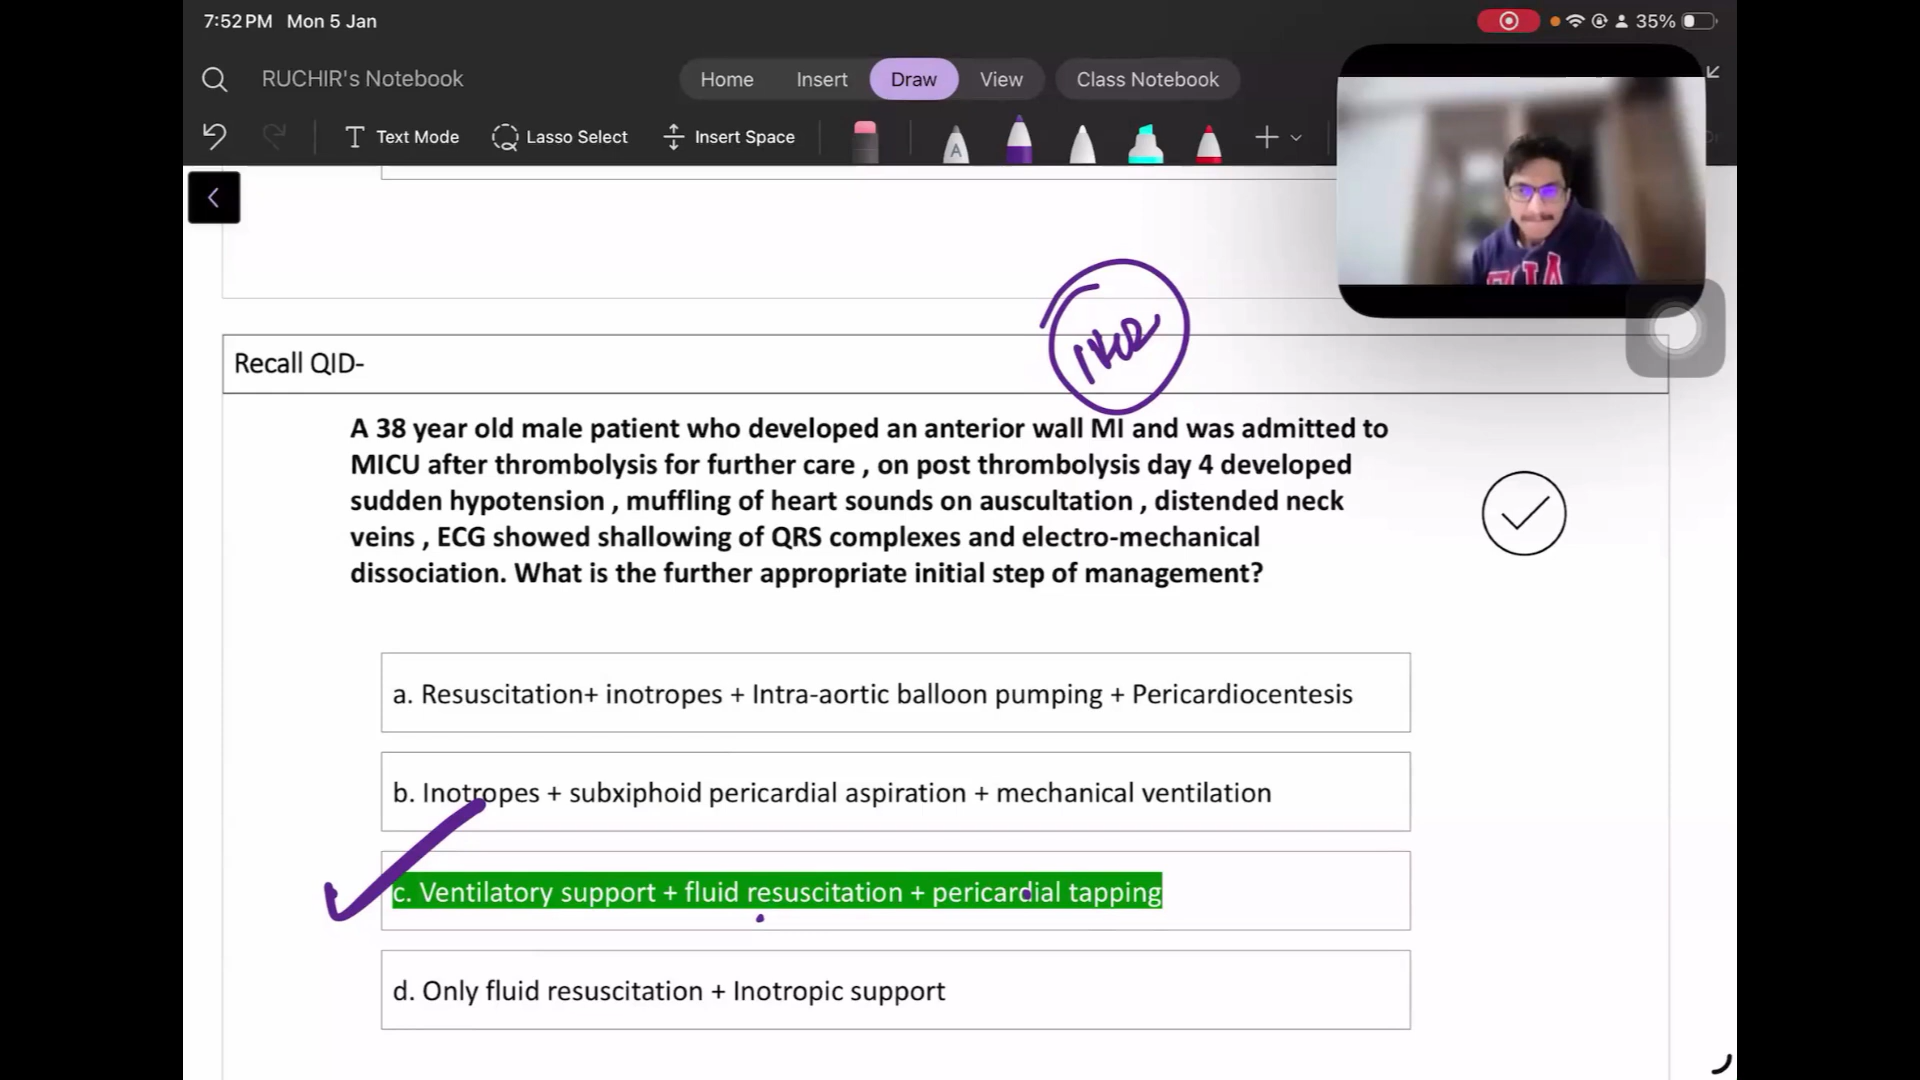 7:52 PM Mon 5 Jan
35%
RUCHIR's Notebook
Home Insert Draw View Class Notebook
Text Mode Lasso Select Insert Space
A
Recall QID-
A 38 year old male patient who developed an anterior wall MI and was admitted to
MICU after thrombolysis for further care , on post thrombolysis day 4 developed
sudden hypotension , muffling of heart sounds on auscultation , distended neck
veins , ECG showed shallowing of QRS complexes and electro-mechanical
dissociation. What is the further appropriate initial step of management?
a. Resuscitation+ inotropes + Intra-aortic balloon pumping + Pericardiocentesis
b. Inotropes + subxiphoid pericardial aspiration + mechanical ventilation
c. Ventilatory support + fluid resuscitation + pericardial tapping
d. Only fluid resuscitation + Inotropic support